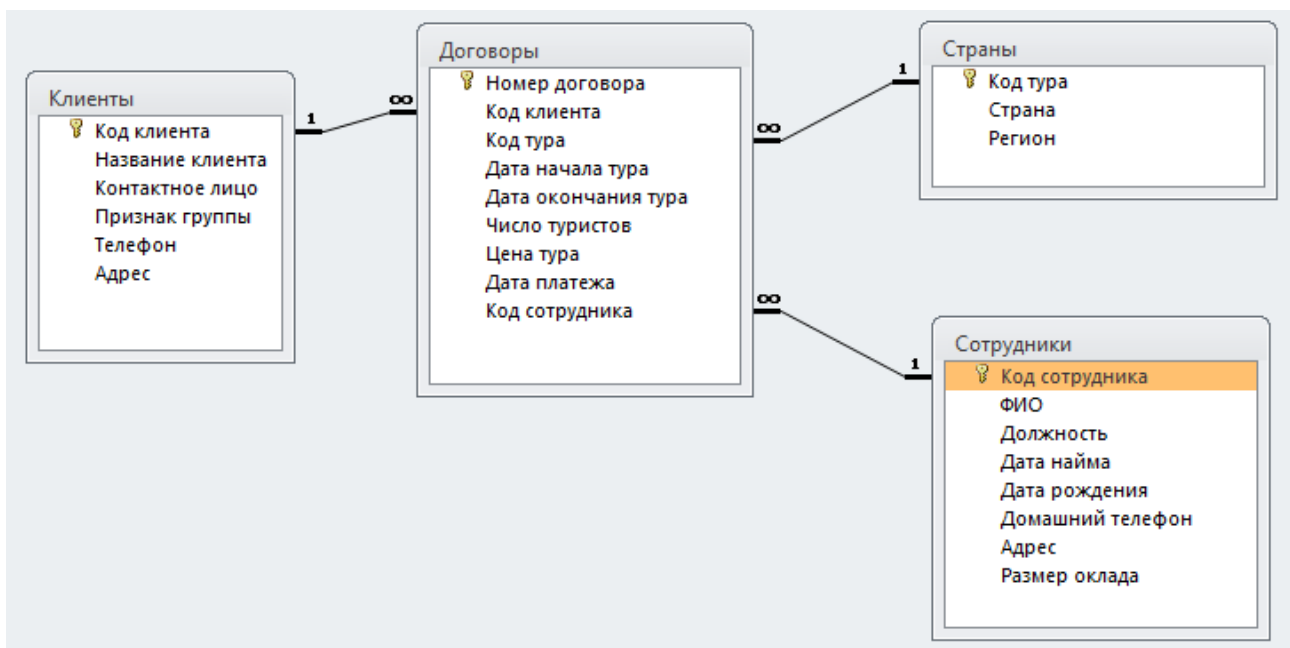 Клиенты
Код клиента
Название клиента
Контактное лицо
Признак группы
Телефон
Адрес
1
∞
Договоры
Номер договора
Код клиента
Код тура
Дата начала тура
Дата окончания тура
Число туристов
Цена тура
Дата платежа
Код сотрудника
∞
1
Страны
Код тура
Страна
Регион
∞
1
Сотрудники
Код сотрудника
ФИО
Должность
Дата найма
Дата рождения
Домашний телефон
Адрес
Размер оклада